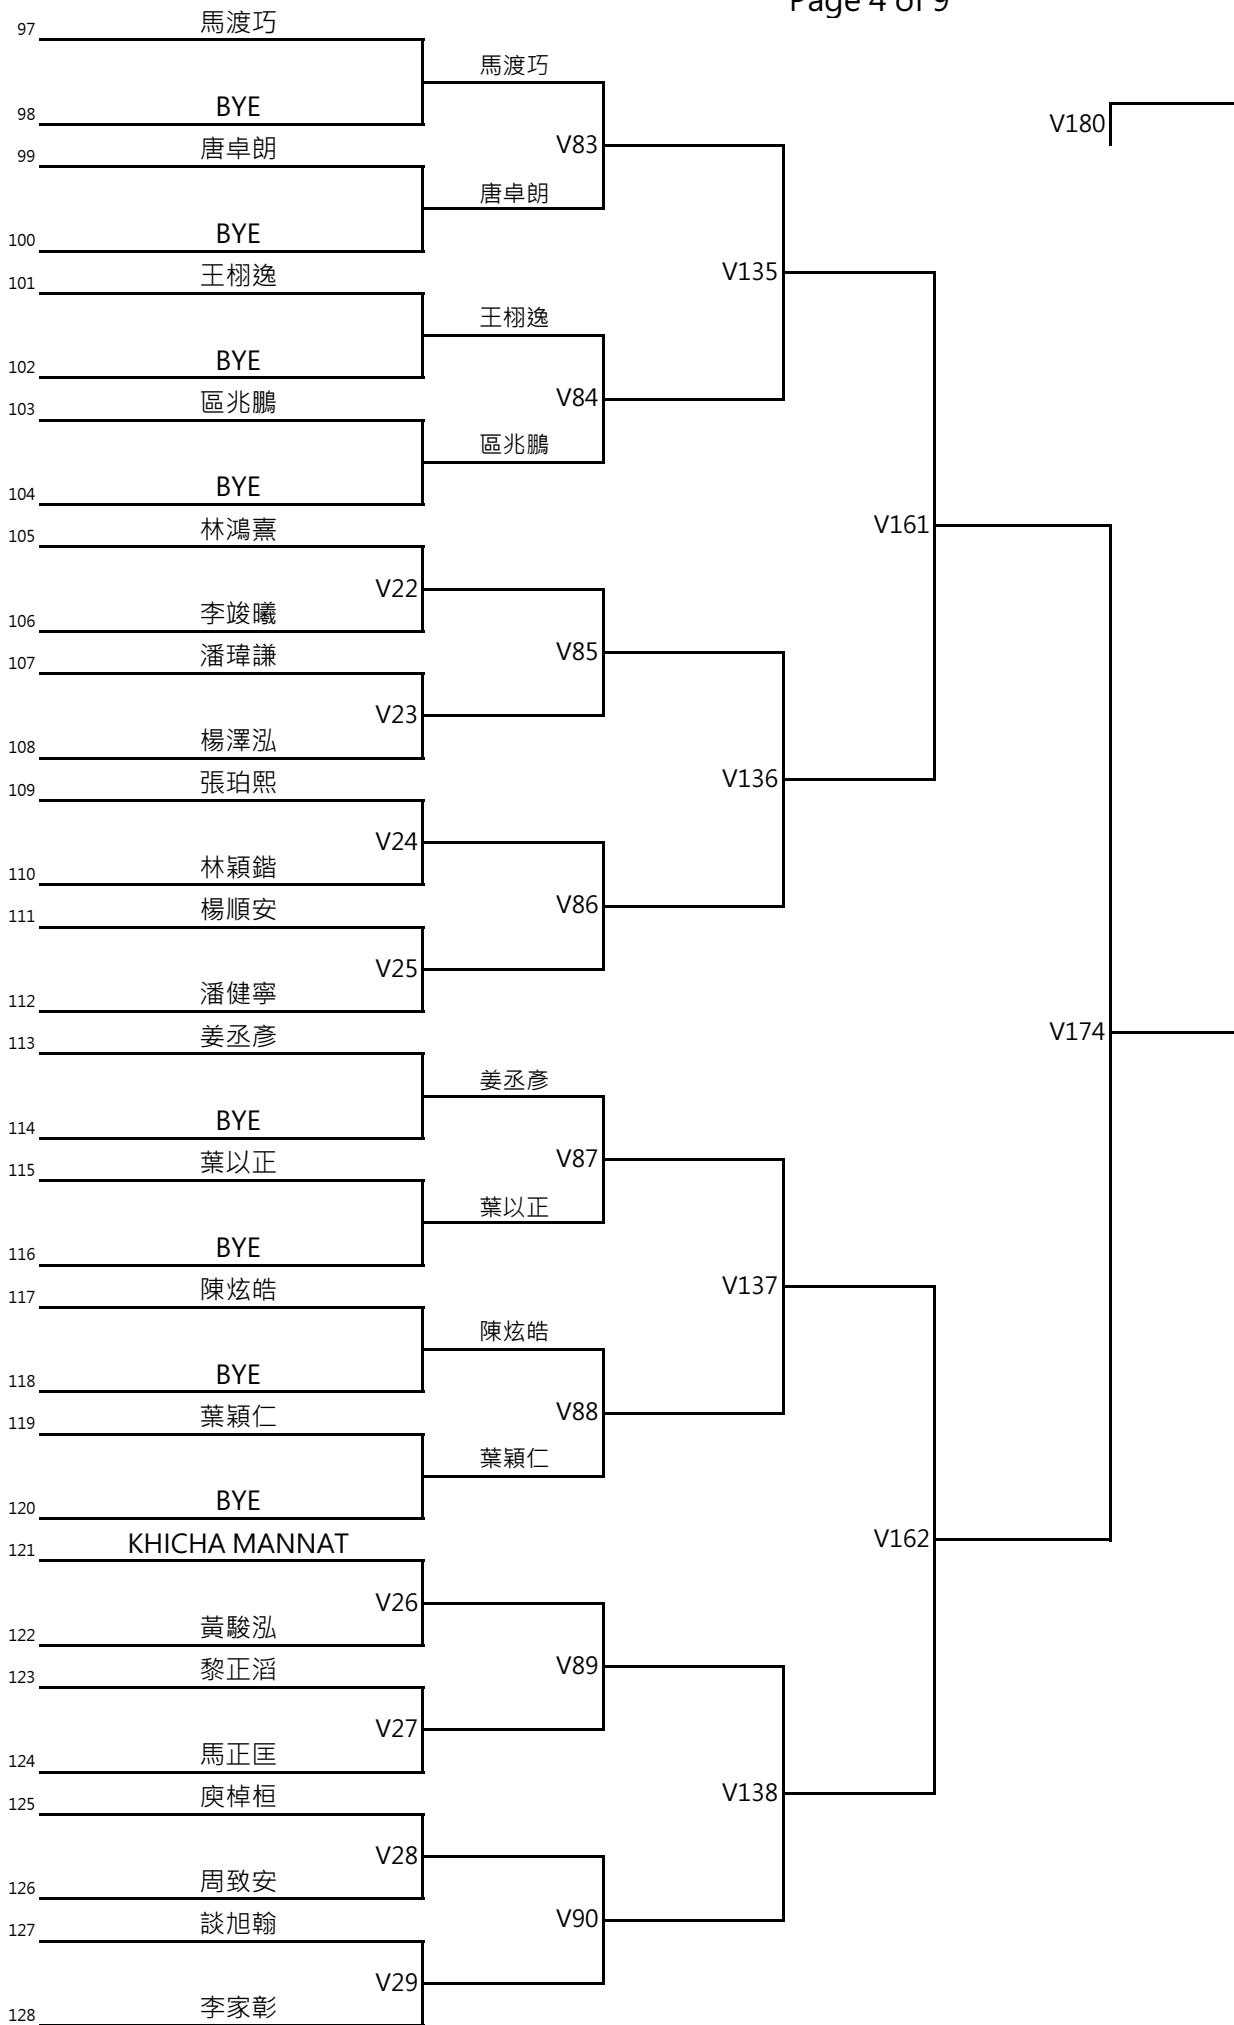 Page 4 of 9
97 馬渡巧
馬渡巧
98 BYE
V180
99 唐卓朗
V83
唐卓朗
100 BYE
101 王栩逸
V135
王栩逸
102 BYE
103 區兆鵬
V84
區兆鵬
104 BYE
105 林鴻熹
V161
V22
106 李竣曦
107 潘瑋謙
V85
V23
108 楊澤泓
109 張珀熙
V136
V24
110 林穎鍇
111 楊順安
V86
V25
112 潘健寧
113 姜丞彥
V174
姜丞彥
114 BYE
115 葉以正
V87
葉以正
116 BYE
117 陳炫皓
V137
陳炫皓
118 BYE
119 葉穎仁
V88
葉穎仁
120 BYE
121 KHICHA MANNAT
V162
V26
122 黃駿泓
123 黎正滔
V89
V27
124 馬正匡
125 庾棹桓
V138
V28
126 周致安
127 談旭翰
V90
V29
128 李家彰